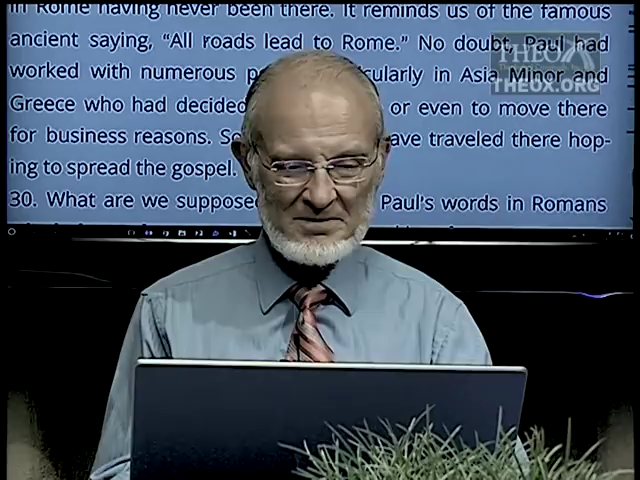 in Rome having never been there. It reminds us of the famous
ancient saying, “All roads lead to Rome.” No doubt, Paul had
worked with numerous in Asia Minor and
Greece who had decided or even to move there
for business reasons. have traveled there hop-
ing to spread the gospel.
30. What are we Paul’s words in Romans
THEOX
THEOX.ORG